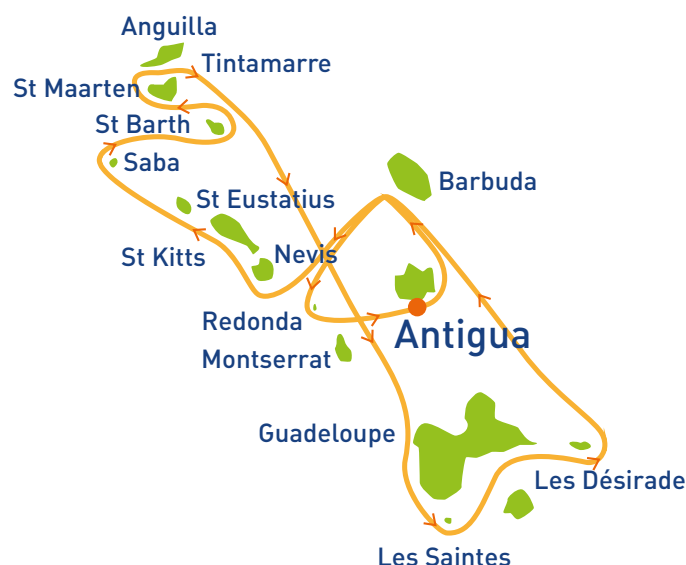 Anguilla
Tintamarre
St Maarten
St Barth
Saba
Barbuda
St Eustatius
St Kitts
Nevis
Redonda
Antigua
Montserrat
Guadeloupe
Les Désirade
Les Saintes